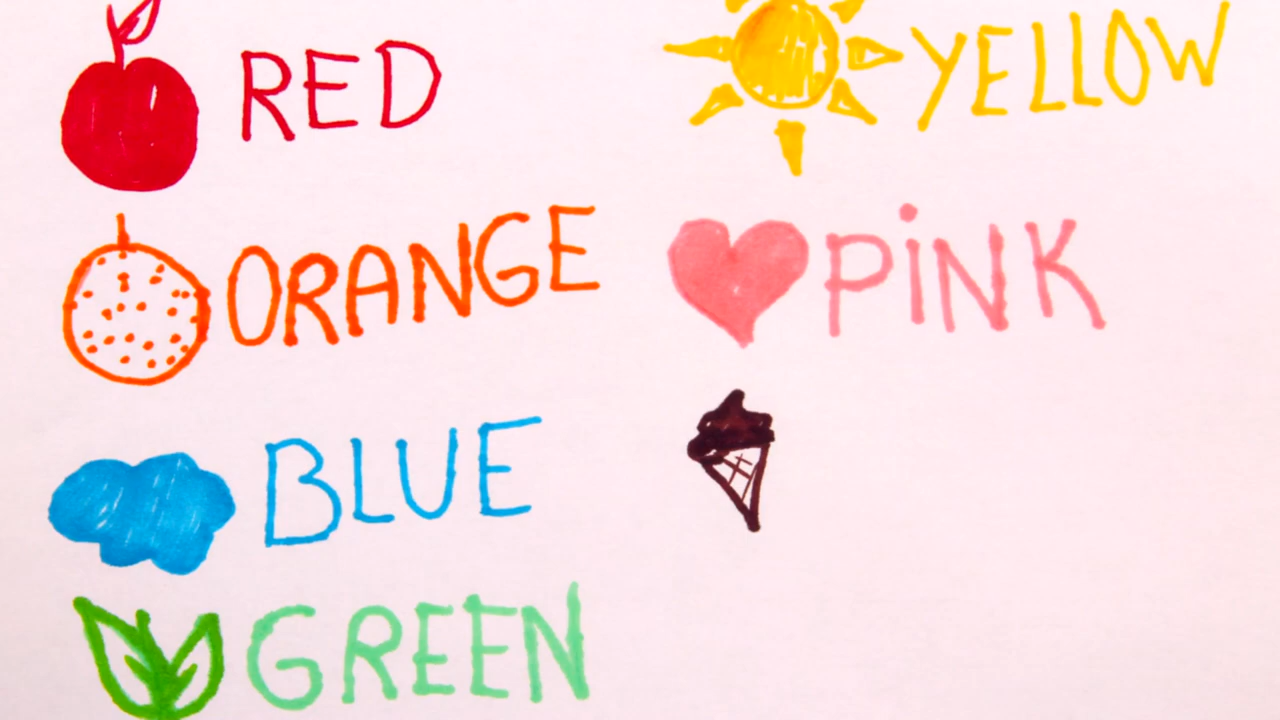 RED
ORANGE
BLUE
GREEN
YELLOW
PiNK